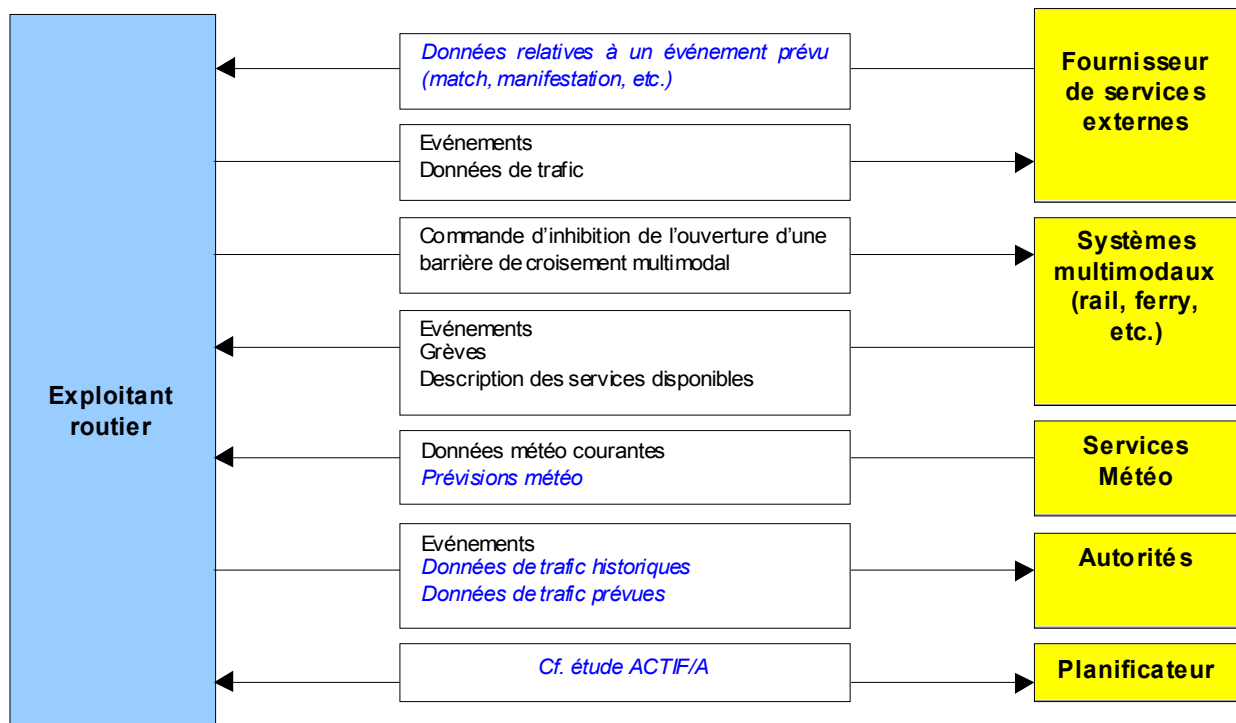 Données relatives à un événement prévu
(match, manifestation, etc.)
Fournisseur
de services
externes
Evénements
Données de trafic
Commande d'inhibition de l'ouverture d'une
barrière de croisement multimodal
Systèmes
multimodaux
(rail, ferry,
etc.)
Evénements
Grèves
Description des services disponibles
Exploitant
routier
Données météo courantes
Prévisions météo
Services
Météo
Evénements
Données de trafic historiques
Données de trafic prévues
Autorités
Cf. étude ACTIF/A
Planificateur